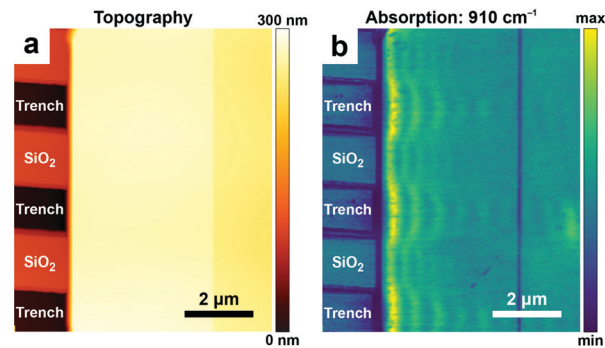 Topography
300 nm
a
Trench
SiO₂
Trench
SiO₂
Trench
2 µm
0 nm
Absorption: 910 cm⁻¹
max
b
Trench
SiO₂
Trench
SiO₂
Trench
2 µm
min